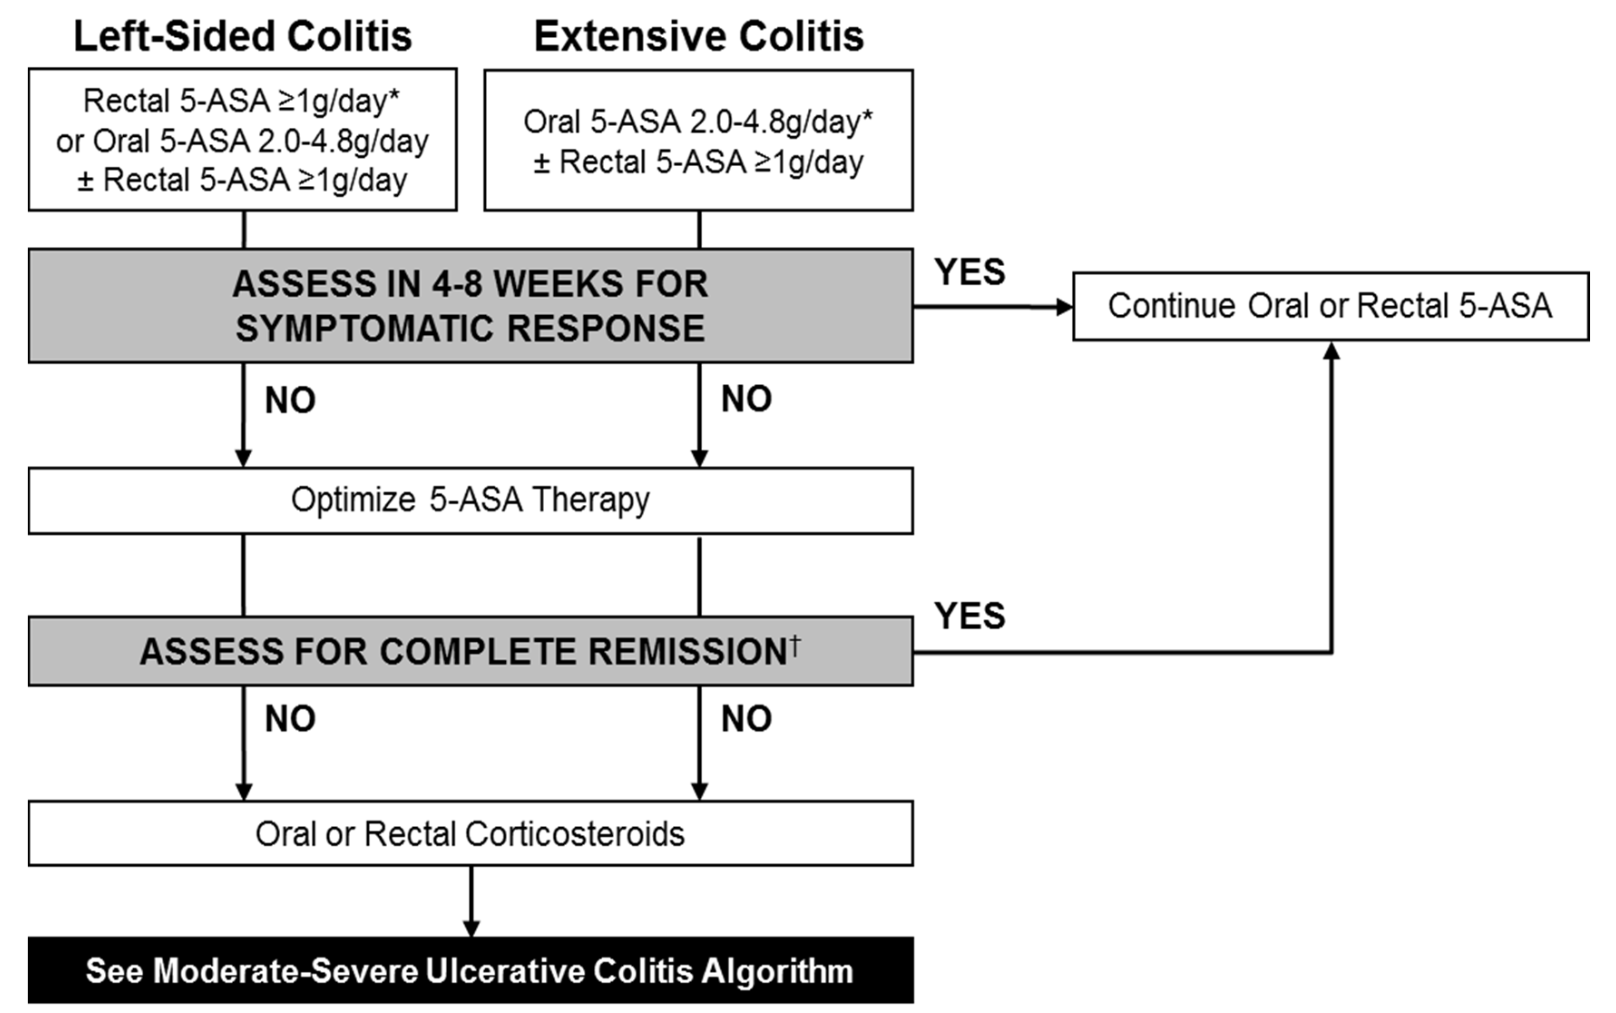 Left-Sided Colitis
Rectal 5-ASA ≥1g/day*
or Oral 5-ASA 2.0-4.8g/day
± Rectal 5-ASA ≥1g/day
Extensive Colitis
Oral 5-ASA 2.0-4.8g/day*
± Rectal 5-ASA ≥1g/day
ASSESS IN 4-8 WEEKS FOR
SYMPTOMATIC RESPONSE
YES
Continue Oral or Rectal 5-ASA
NO
NO
Optimize 5-ASA Therapy
ASSESS FOR COMPLETE REMISSION†
YES
NO
NO
Oral or Rectal Corticosteroids
See Moderate-Severe Ulcerative Colitis Algorithm